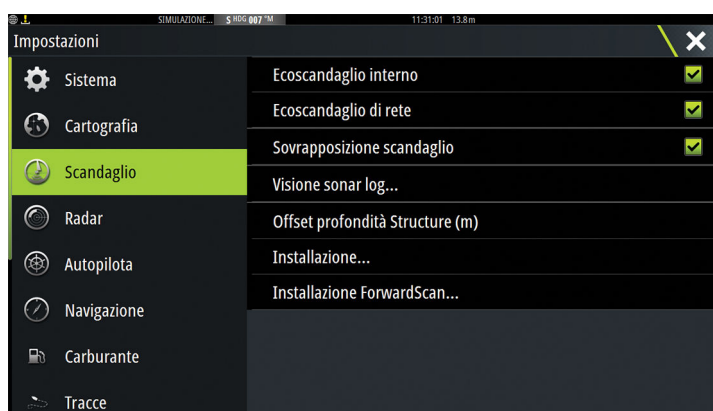 SIMULAZIONE... S HDG 007 °M 11:31:01 13.8 m
Impostazioni
Sistema
Cartografia
Scandaglio
Radar
Autopilota
Navigazione
Carburante
Tracce
Ecoscandaglio interno
Ecoscandaglio di rete
Sovrapposizione scandaglio
Visione sonar log...
Offset profondità Structure (m)
Installazione...
Installazione ForwardScan...